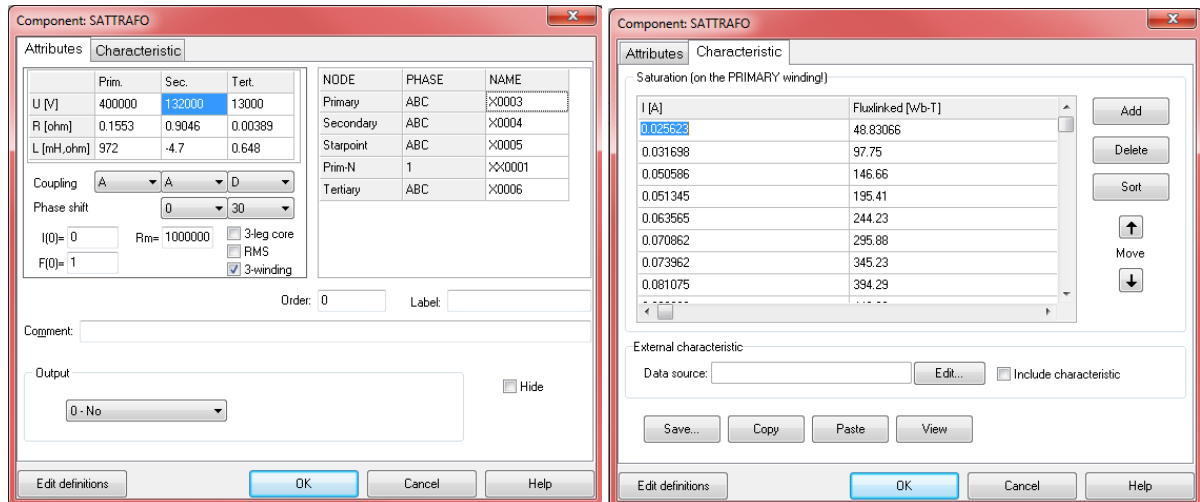 Component: SATTRAFO
Attributes Characteristic
Prim. Sec. Tert.
U [V] 400000 132000 13000
R [ohm] 0.1553 0.9046 0.00389
L [mH,ohm] 972 -4.7 0.648
Coupling A A D
Phase shift 0 30
I(0)= 0 Rm= 1000000 3-leg core
RMS
F(0)= 1 3-winding
NODE PHASE NAME
Primary ABC X0003
Secondary ABC X0004
Starpoint ABC X0005
Prim-N 1 XX0001
Tertiary ABC X0006
Order: 0 Label:
Comment:
Output
0 - No
Hide
Edit definitions OK Cancel Help
Component: SATTRAFO
Attributes Characteristic
Saturation (on the PRIMARY winding!)
I [A] Fluxlinked [Wb-T]
0.025623 48.83066
0.031698 97.75
0.050586 146.66
0.051345 195.41
0.063565 244.23
0.070862 295.88
0.073962 345.23
0.081075 394.29
Add
Delete
Sort
Move
External characteristic
Data source: Edit... Include characteristic
Save... Copy Paste View
Edit definitions OK Cancel Help